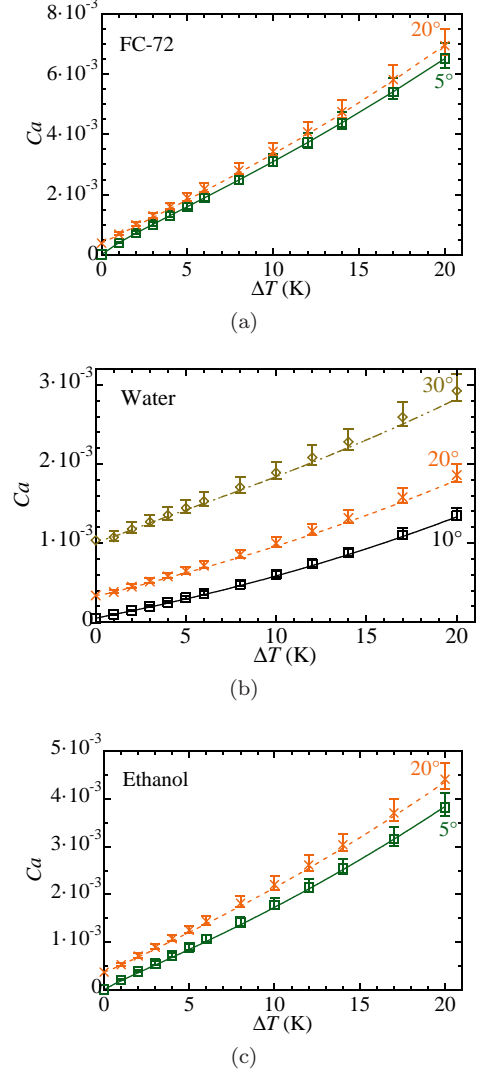 8·10⁻³
FC-72
20°
5°
6·10⁻³
Ca
4·10⁻³
2·10⁻³
0
0 5 10 15 20
ΔT (K)
(a)
3·10⁻³
Water
30°
2·10⁻³
Ca
20°
1·10⁻³
10°
0
0 5 10 15 20
ΔT (K)
(b)
5·10⁻³
Ethanol
20°
4·10⁻³
5°
3·10⁻³
Ca
2·10⁻³
1·10⁻³
0
0 5 10 15 20
ΔT (K)
(c)